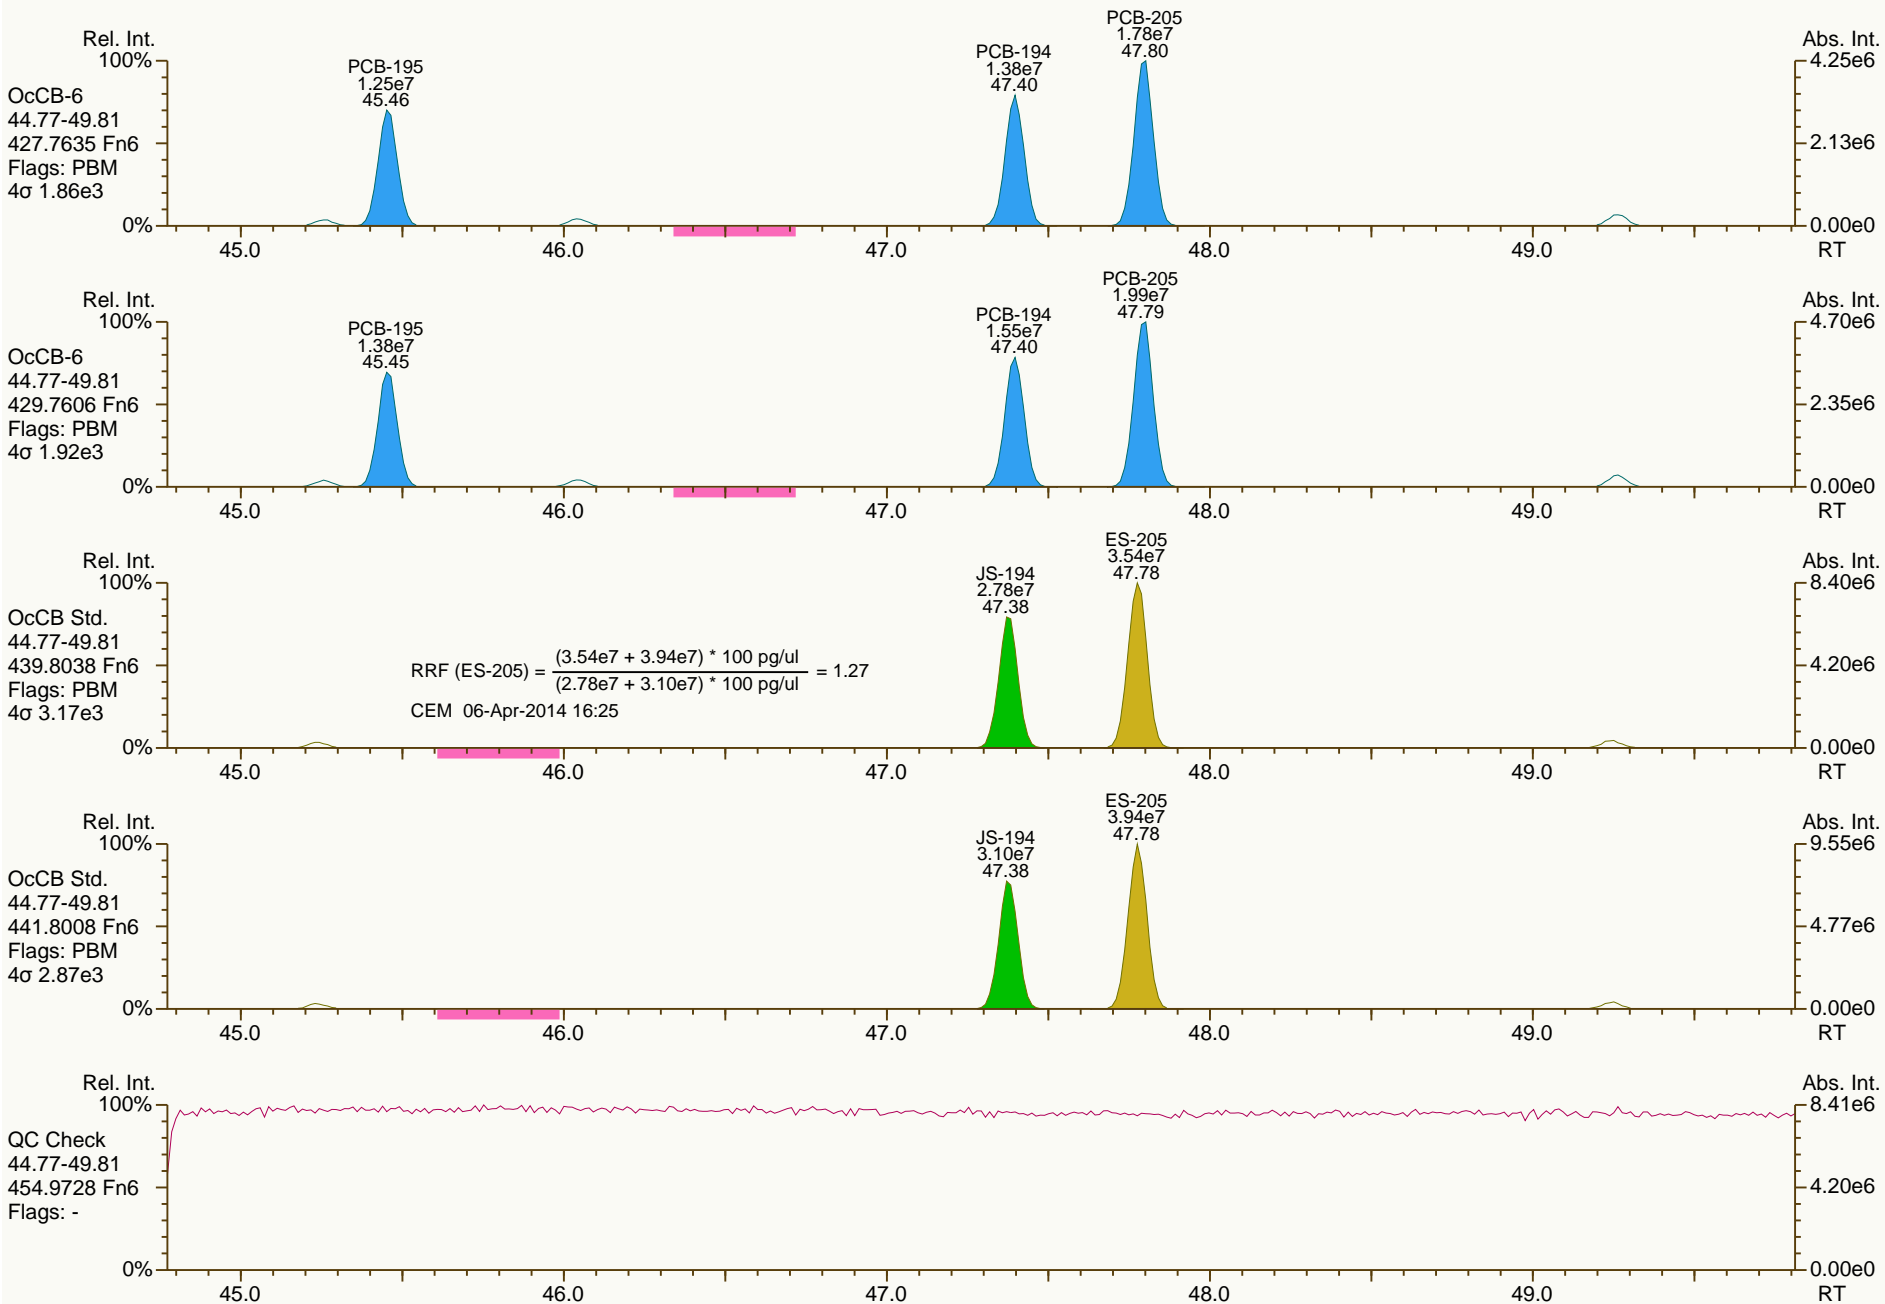 Rel. Int.
100%
0%
OcCB-6
44.77-49.81
427.7635 Fn6
Flags: PBM
4σ 1.86e3
PCB-195
1.25e7
45.46
PCB-194
1.38e7
47.40
PCB-205
1.78e7
47.80
Abs. Int.
4.25e6
2.13e6
0.00e0
45.0 46.0 47.0 48.0 49.0 RT
Rel. Int.
100%
0%
OcCB-6
44.77-49.81
429.7606 Fn6
Flags: PBM
4σ 1.92e3
PCB-195
1.38e7
45.45
PCB-194
1.55e7
47.40
PCB-205
1.99e7
47.79
Abs. Int.
4.70e6
2.35e6
0.00e0
45.0 46.0 47.0 48.0 49.0 RT
Rel. Int.
100%
0%
OcCB Std.
44.77-49.81
439.8038 Fn6
Flags: PBM
4σ 3.17e3
RRF (ES-205) = (3.54e7 + 3.94e7) * 100 pg/ul
(2.78e7 + 3.10e7) * 100 pg/ul = 1.27
CEM 06-Apr-2014 16:25
JS-194
2.78e7
47.38
ES-205
3.54e7
47.78
Abs. Int.
8.40e6
4.20e6
0.00e0
45.0 46.0 47.0 48.0 49.0 RT
Rel. Int.
100%
0%
OcCB Std.
44.77-49.81
441.8008 Fn6
Flags: PBM
4σ 2.87e3
JS-194
3.10e7
47.38
ES-205
3.94e7
47.78
Abs. Int.
9.55e6
4.77e6
0.00e0
45.0 46.0 47.0 48.0 49.0 RT
Rel. Int.
100%
0%
QC Check
44.77-49.81
454.9728 Fn6
Flags: -
Abs. Int.
8.41e6
4.20e6
0.00e0
45.0 46.0 47.0 48.0 49.0 RT